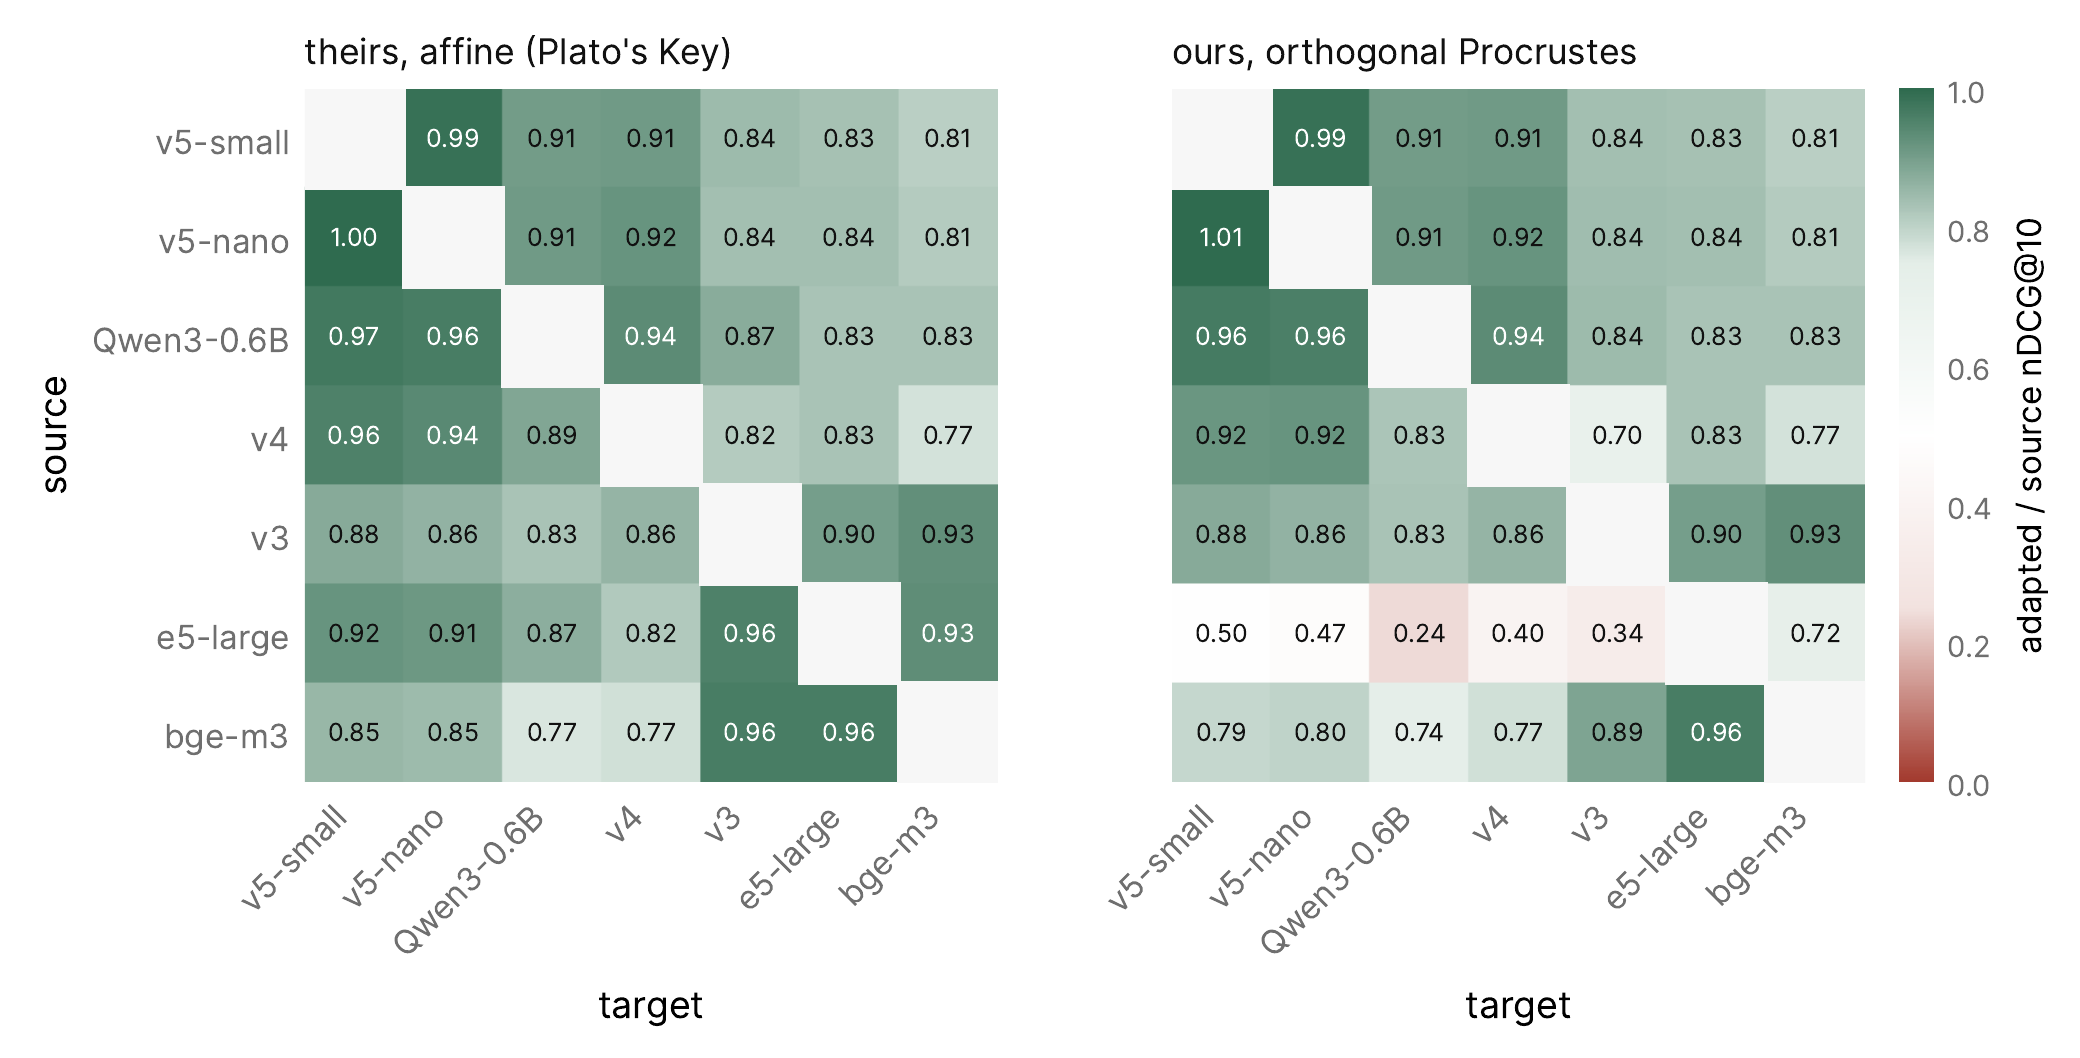 theirs, affine (Plato's Key)
ours, orthogonal Procrustes
source
v5-small 0.99 0.91 0.91 0.84 0.83 0.81
v5-nano 1.00 0.91 0.92 0.84 0.84 0.81
Qwen3-0.6B 0.97 0.96 0.94 0.87 0.83 0.83
v4 0.96 0.94 0.89 0.82 0.83 0.77
v3 0.88 0.86 0.83 0.86 0.90 0.93
e5-large 0.92 0.91 0.87 0.82 0.96 0.93
bge-m3 0.85 0.85 0.77 0.77 0.96 0.96
v5-small v5-nano Qwen3-0.6B v4 v3 e5-large bge-m3
target
0.99 0.91 0.91 0.84 0.83 0.81
1.01 0.91 0.92 0.84 0.84 0.81
0.96 0.96 0.94 0.84 0.83 0.83
0.92 0.92 0.83 0.70 0.83 0.77
0.88 0.86 0.83 0.86 0.90 0.93
0.50 0.47 0.24 0.40 0.34 0.72
0.79 0.80 0.74 0.77 0.89 0.96
v5-small v5-nano Qwen3-0.6B v4 v3 e5-large bge-m3
target
1.0
0.8
0.6
0.4
0.2
0.0
adapted / source nDCG@10